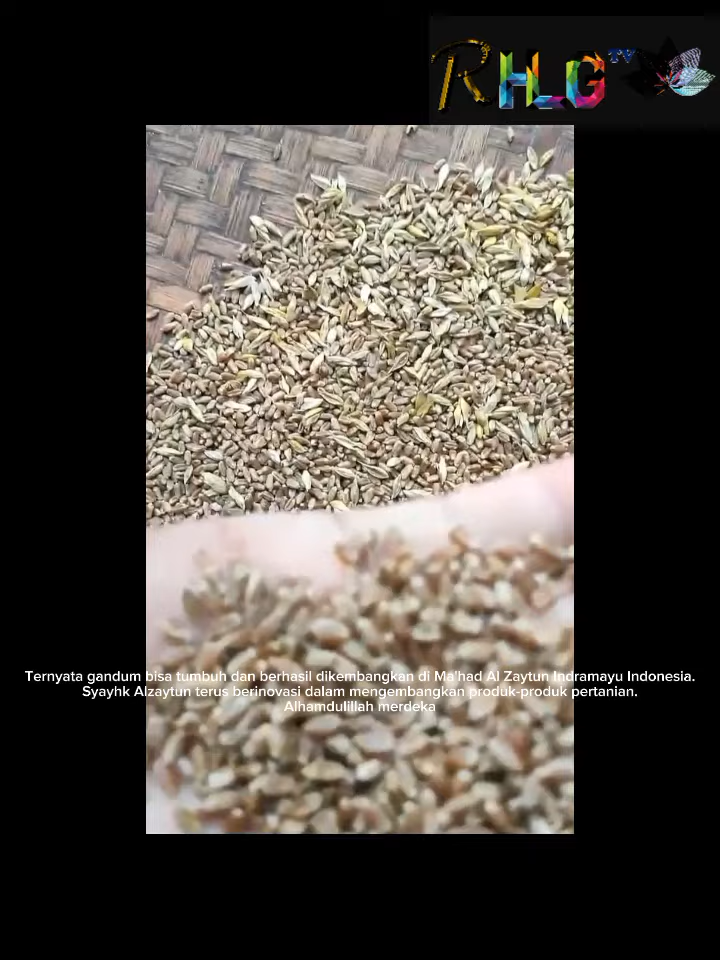 RHLG TV
Ternyata gandum bisa tumbuh dan berhasil dikembangkan di Ma'had Al Zaytun Indramayu Indonesia.
Syayhk Alzaytun terus berinovasi dalam mengembangkan produk-produk pertanian.
Alhamdulillah merdeka